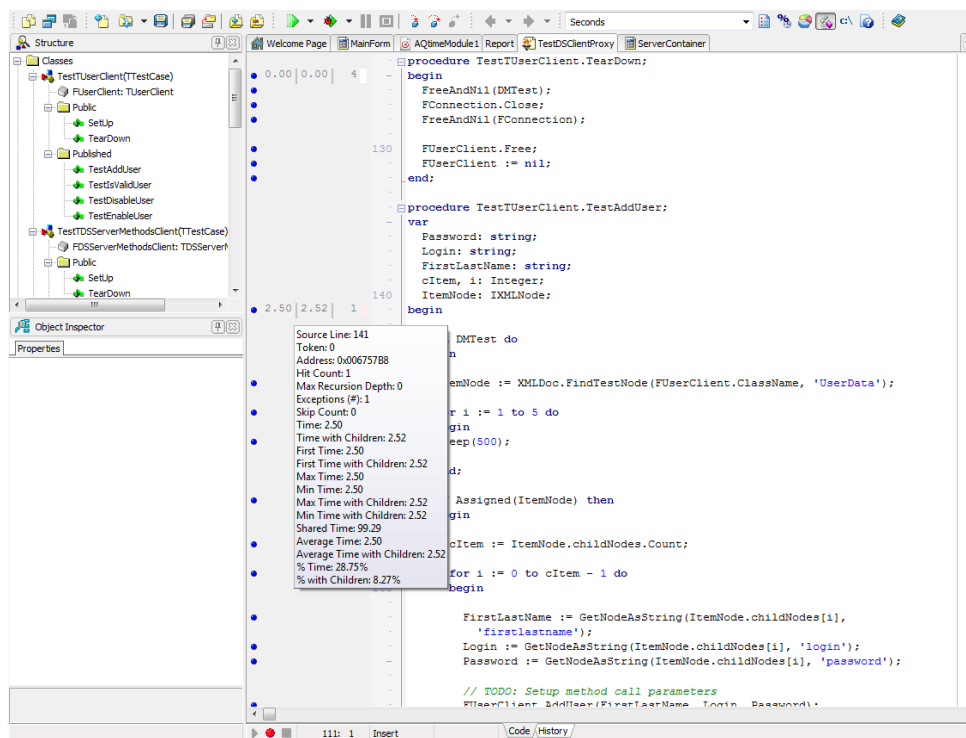 Seconds
c:\
Structure
Welcome Page MainForm AQtimeModule1 Report TestDSClientProxy ServerContainer
Classes
TestTUserClient(TTestCase)
FUserClient: TUserClient
Public
SetUp
TearDown
Published
TestAddUser
TestIsValidUser
TestDisableUser
TestEnableUser
TestTDSServerMethodsClient(TTestCase)
FDSServerMethodsClient: TDSServerM
Public
SetUp
TearDown
Object Inspector
Properties
procedure TestTUserClient.TearDown;
0.00 0.00 4 begin
FreeAndNil(DMTest);
FConnection.Close;
FreeAndNil(FConnection);
130 FUserClient.Free;
FUserClient := nil;
end;
procedure TestTUserClient.TestAddUser;
var
Password: string;
Login: string;
FirstLastName: string;
cItem, i: Integer;
140 ItemNode: IXMLNode;
2.50 2.52 1 begin
DMTest do
n
emNode := XMLDoc.FindTestNode(FUserClient.ClassName, 'UserData');
r i := 1 to 5 do
gin
eep(500);
d;
Assigned(ItemNode) then
gin
cItem := ItemNode.childNodes.Count;
for i := 0 to cItem - 1 do
begin
FirstLastName := GetNodeAsString(ItemNode.childNodes[i],
'firstlastname');
Login := GetNodeAsString(ItemNode.childNodes[i], 'login');
Password := GetNodeAsString(ItemNode.childNodes[i], 'password');
// TODO: Setup method call parameters
FUserClient.AddUser(FirstLastName, Login, Password);
Source Line: 141
Token: 0
Address: 0x006757B8
Hit Count: 1
Max Recursion Depth: 0
Exceptions (#): 1
Skip Count: 0
Time: 2.50
Time with Children: 2.52
First Time: 2.50
First Time with Children: 2.52
Max Time: 2.50
Min Time: 2.50
Max Time with Children: 2.52
Min Time with Children: 2.52
Shared Time: 99.29
Average Time: 2.50
Average Time with Children: 2.52
% Time: 28.75%
% with Children: 8.27%
111: 1 Insert Code History